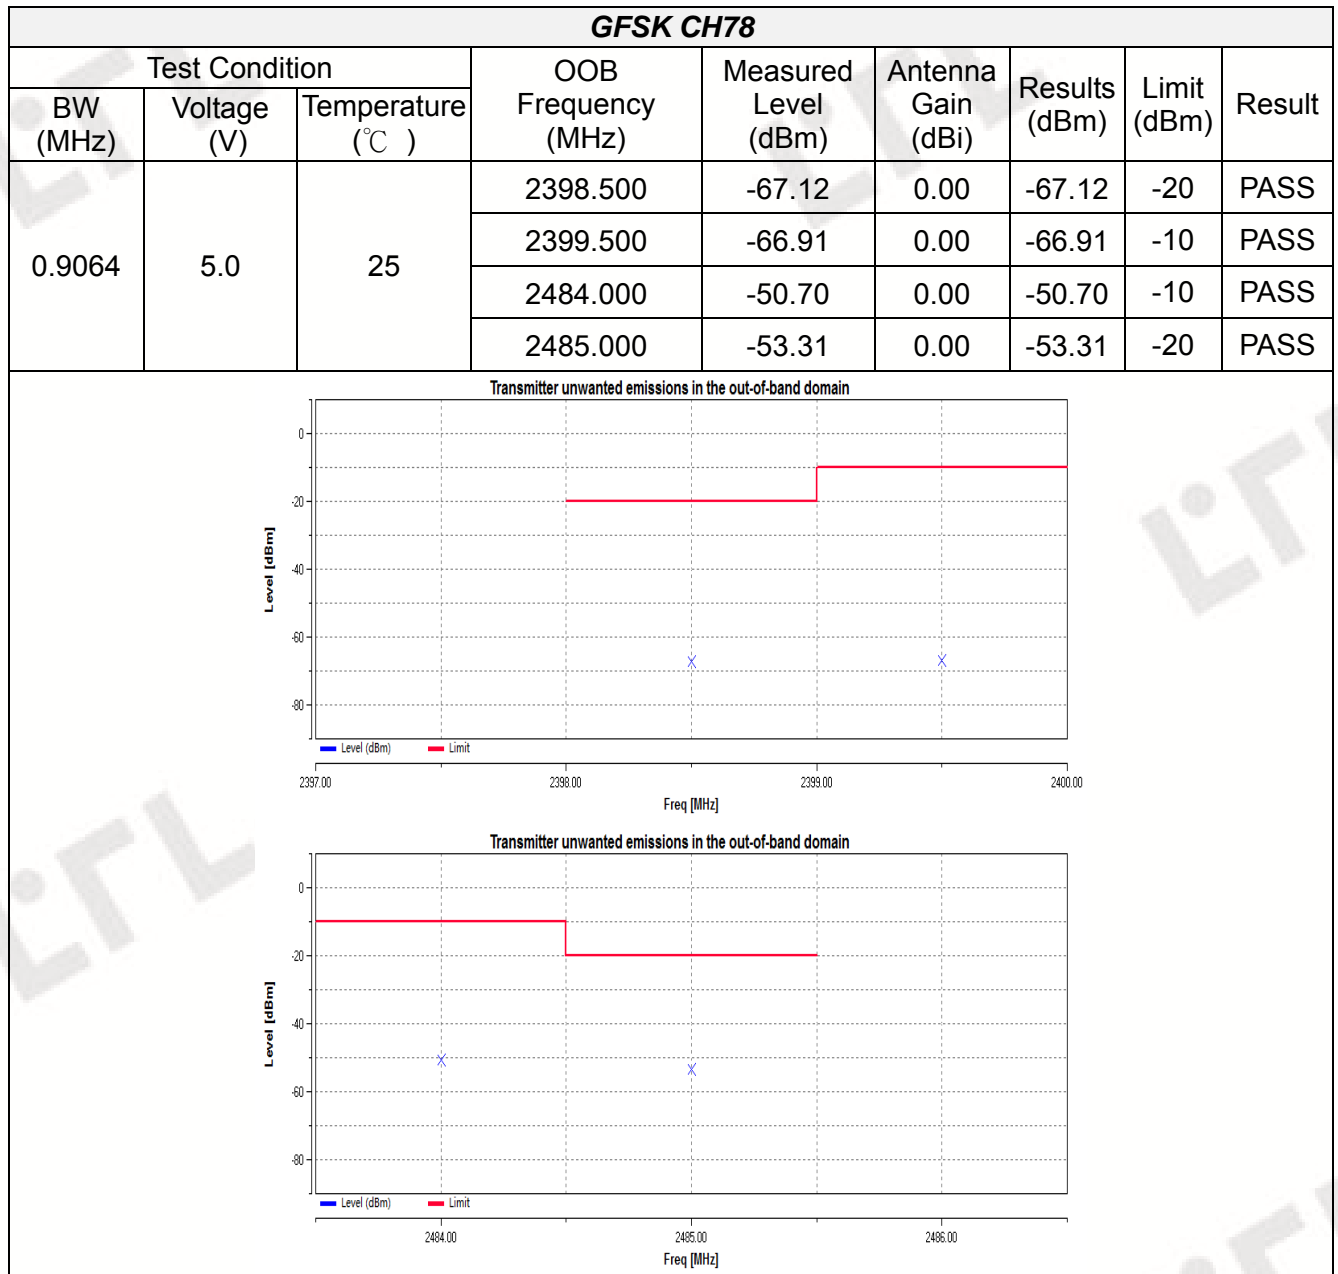 GFSK CH78
Test Condition
OOB Frequency (MHz)
Measured Level (dBm)
Antenna Gain (dBi)
Results (dBm)
Limit (dBm)
Result
BW (MHz)
Voltage (V)
Temperature (℃ )
0.9064
5.0
25
2398.500 -67.12 0.00 -67.12 -20 PASS
2399.500 -66.91 0.00 -66.91 -10 PASS
2484.000 -50.70 0.00 -50.70 -10 PASS
2485.000 -53.31 0.00 -53.31 -20 PASS
Transmitter unwanted emissions in the out-of-band domain
0
-20
-40
-60
-80
Level [dBm]
Level (dBm) Limit
2397.00 2398.00 2399.00 2400.00
Freq [MHz]
Transmitter unwanted emissions in the out-of-band domain
0
-20
-40
-60
-80
Level [dBm]
Level (dBm) Limit
2484.00 2485.00 2486.00
Freq [MHz]